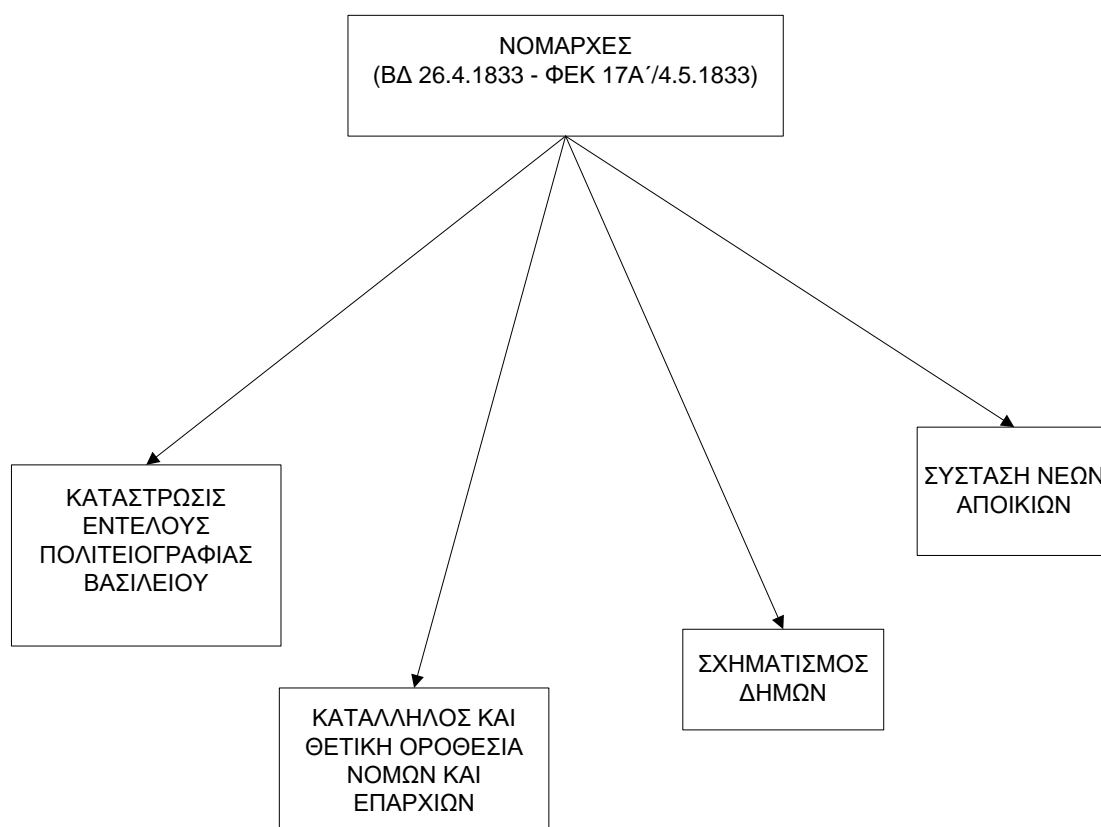 ΝΟΜΑΡΧΕΣ
(ΒΔ 26.4.1833 - ΦΕΚ 17Α΄/4.5.1833)
ΚΑΤΑΣΤΡΩΣΙΣ
ΕΝΤΕΛΟΥΣ
ΠΟΛΙΤΕΙΟΓΡΑΦΙΑΣ
ΒΑΣΙΛΕΙΟΥ
ΚΑΤΑΛΛΗΛΟΣ ΚΑΙ
ΘΕΤΙΚΗ ΟΡΟΘΕΣΙΑ
ΝΟΜΩΝ ΚΑΙ
ΕΠΑΡΧΙΩΝ
ΣΧΗΜΑΤΙΣΜΟΣ
ΔΗΜΩΝ
ΣΥΣΤΑΣΗ ΝΕΩΝ
ΑΠΟΙΚΙΩΝ